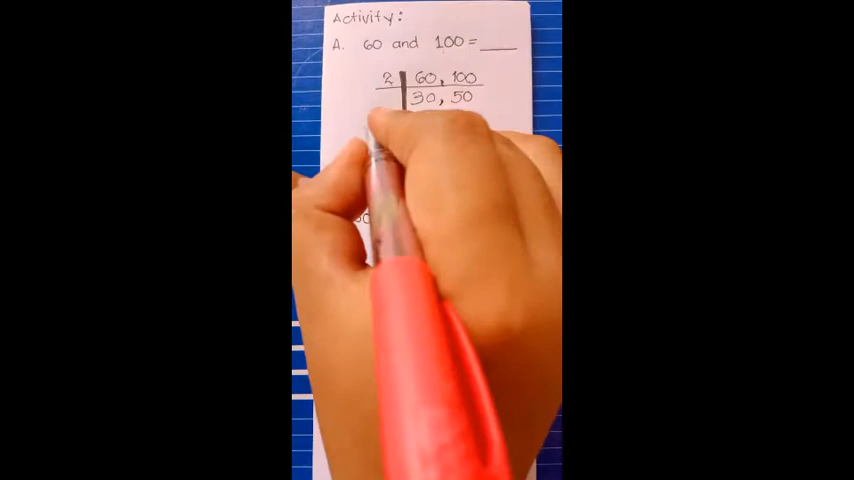 Activity:
A. 60 and 100 = ____
2 60, 100
30, 50